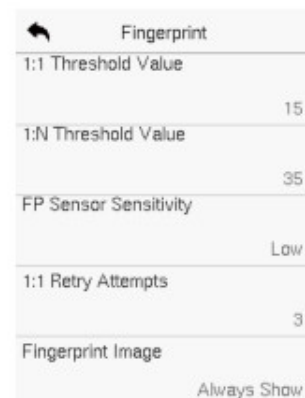 Fingerprint
1:1 Threshold Value
15
1:N Threshold Value
35
FP Sensor Sensitivity
Low
1:1 Retry Attempts
3
Fingerprint Image
Always Show